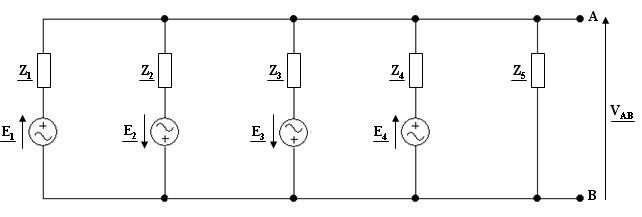 A
Z1 Z2 Z3 Z4 Z5
+ + + +
E1 E2 E3 E4
VAB
B